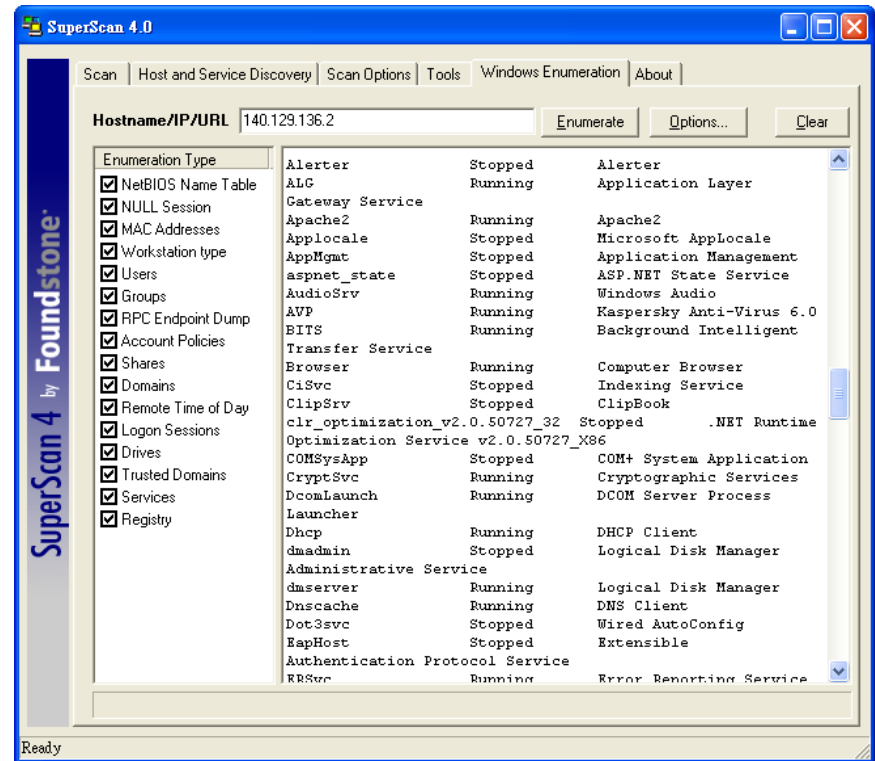 SuperScan 4.0
Scan Host and Service Discovery Scan Options Tools Windows Enumeration About
Hostname/IP/URL 140.129.136.2 Enumerate Options... Clear
Enumeration Type
NetBIOS Name Table
NULL Session
MAC Addresses
Workstation type
Users
Groups
RPC Endpoint Dump
Account Policies
Shares
Domains
Remote Time of Day
Logon Sessions
Drives
Trusted Domains
Services
Registry
Alerter Stopped Alerter
ALG Running Application Layer
Gateway Service
Apache2 Running Apache2
Applocale Stopped Microsoft AppLocale
AppMgmt Stopped Application Management
aspnet_state Stopped ASP.NET State Service
AudioSrv Running Windows Audio
AVP Running Kaspersky Anti-Virus 6.0
BITS Running Background Intelligent
Transfer Service
Browser Running Computer Browser
CiSvc Stopped Indexing Service
ClipSrv Stopped ClipBook
clr_optimization_v2.0.50727_32 Stopped .NET Runtime
Optimization Service v2.0.50727_X86
COMSysApp Stopped COM+ System Application
CryptSvc Running Cryptographic Services
DcomLaunch Running DCOM Server Process
Launcher
Dhcp Running DHCP Client
dmadmin Stopped Logical Disk Manager
Administrative Service
dmserver Running Logical Disk Manager
Dnscache Running DNS Client
Dot3svc Stopped Wired AutoConfig
EapHost Stopped Extensible
Authentication Protocol Service
ERSvc Running Error Reporting Service
SuperScan 4 by Foundstone
Ready